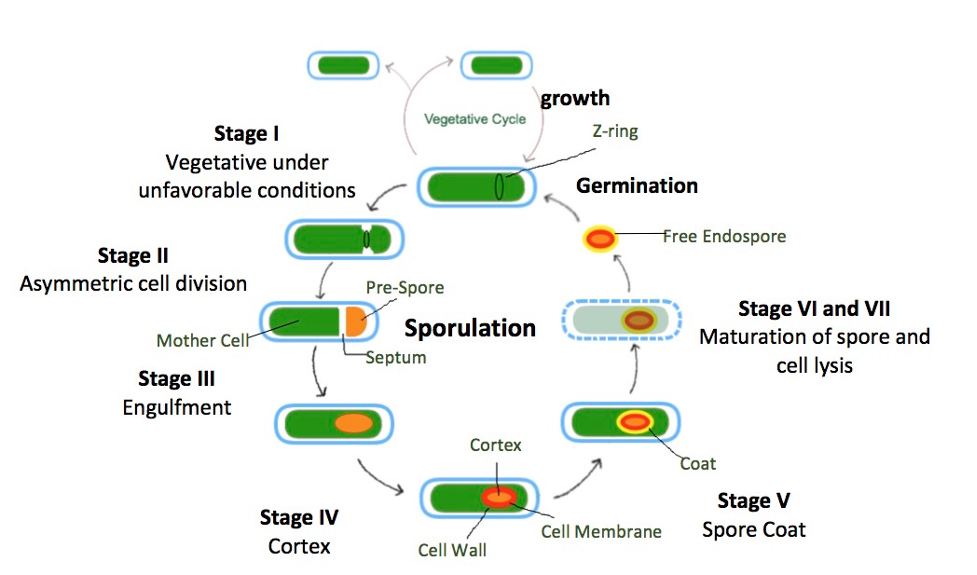 growth
Vegetative Cycle
Z-ring
Stage I
Vegetative under
unfavorable conditions
Germination
Free Endospore
Stage II
Asymmetric cell division
Pre-Spore
Sporulation
Mother Cell
Septum
Stage VI and VII
Maturation of spore and
cell lysis
Stage III
Engulfment
Cortex
Coat
Stage IV
Cortex
Cell Wall
Cell Membrane
Stage V
Spore Coat